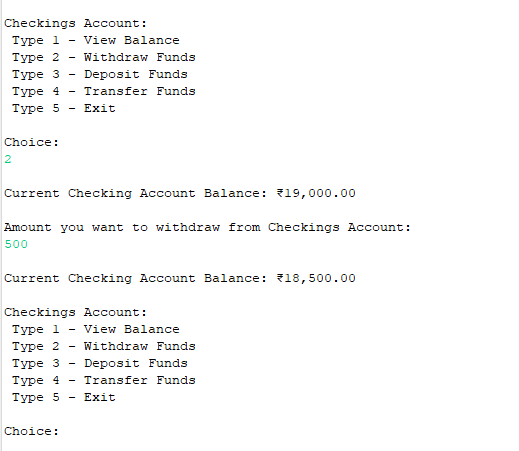 Checkings Account:
Type 1 - View Balance
Type 2 - Withdraw Funds
Type 3 - Deposit Funds
Type 4 - Transfer Funds
Type 5 - Exit
Choice:
2
Current Checking Account Balance: ₹19,000.00
Amount you want to withdraw from Checkings Account:
500
Current Checking Account Balance: ₹18,500.00
Checkings Account:
Type 1 - View Balance
Type 2 - Withdraw Funds
Type 3 - Deposit Funds
Type 4 - Transfer Funds
Type 5 - Exit
Choice: